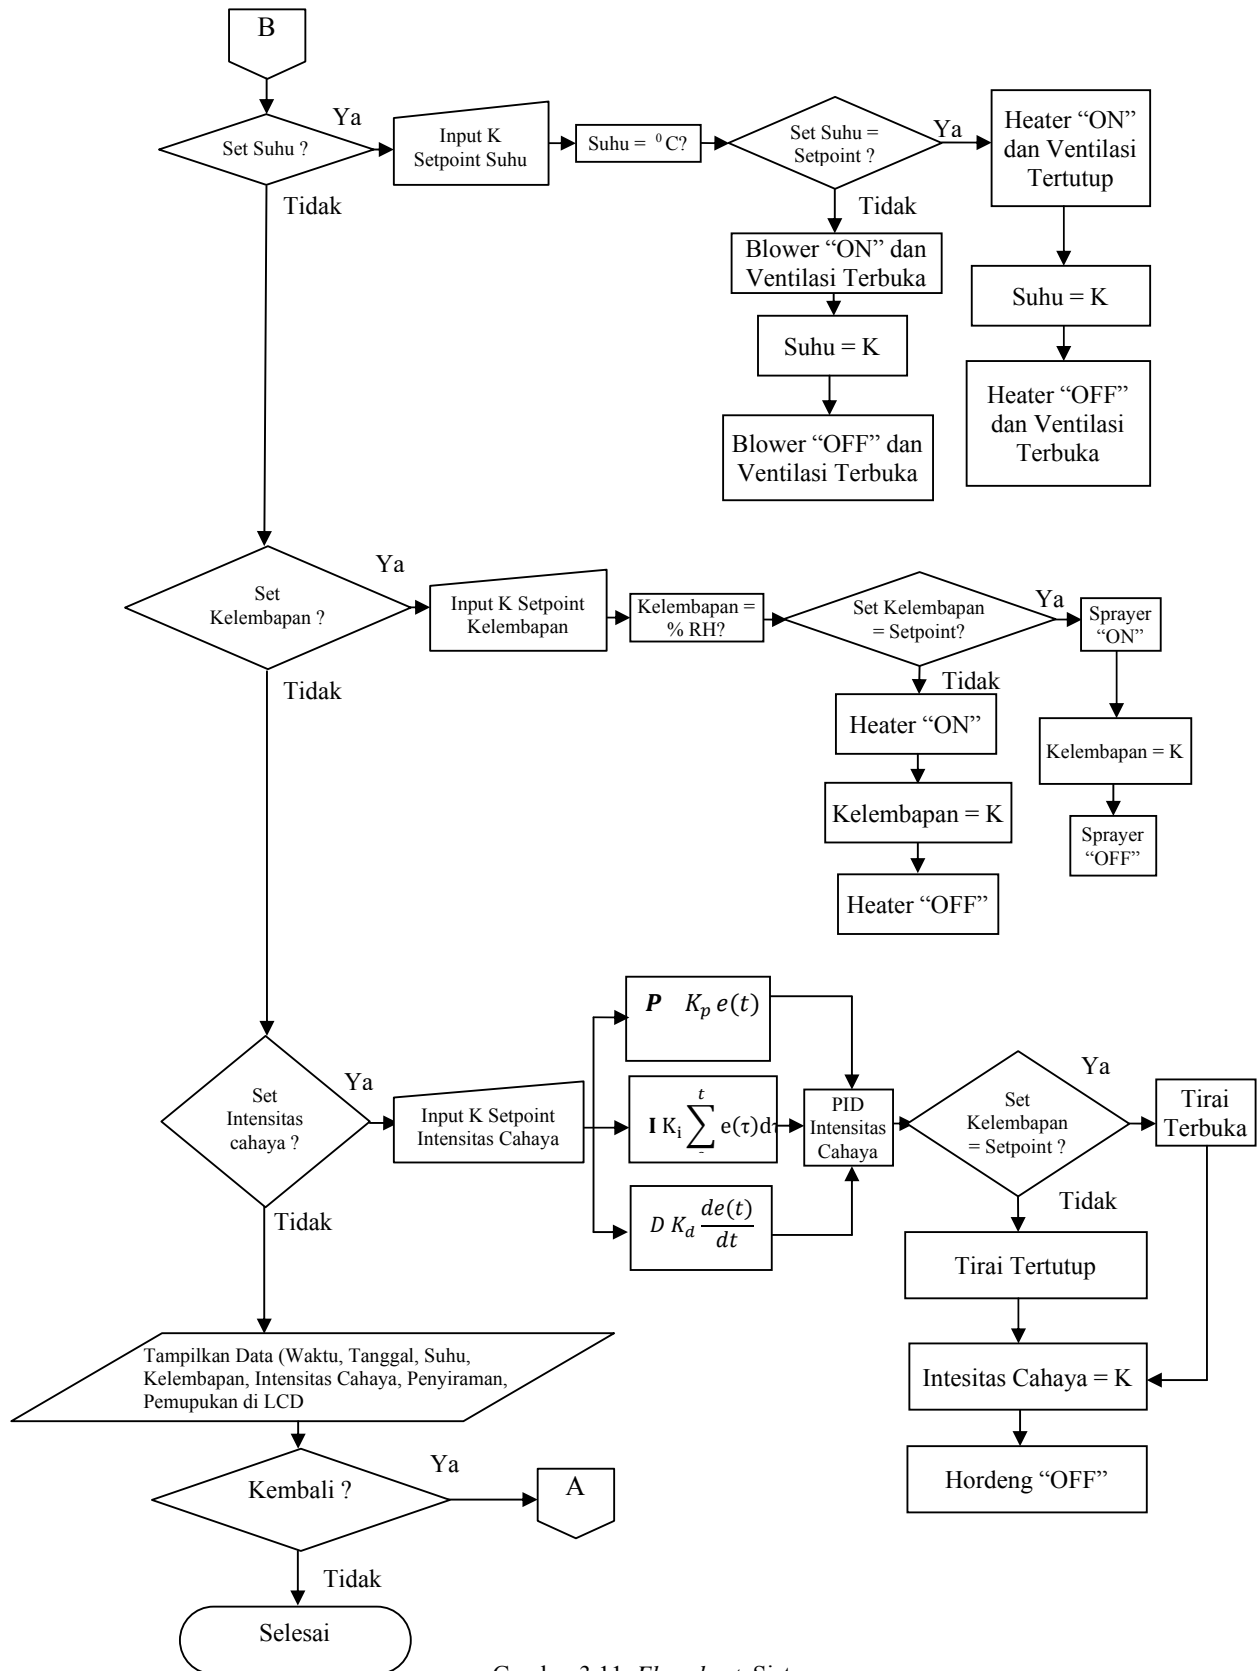 B
Set Suhu ?
Ya
Tidak
Input K
Setpoint Suhu
Suhu = ⁰C?
Set Suhu =
Setpoint ?
Ya
Tidak
Heater “ON”
dan Ventilasi
Tertutup
Suhu = K
Heater “OFF”
dan Ventilasi
Terbuka
Blower “ON” dan
Ventilasi Terbuka
Suhu = K
Blower “OFF” dan
Ventilasi Terbuka
Set
Kelembapan ?
Ya
Tidak
Input K Setpoint
Kelembapan
Kelembapan =
% RH?
Set Kelembapan
= Setpoint?
Ya
Tidak
Sprayer
“ON”
Kelembapan = K
Sprayer
“OFF”
Heater “ON”
Kelembapan = K
Heater “OFF”
Set
Intensitas
cahaya ?
Ya
Tidak
Input K Setpoint
Intensitas Cahaya
P K_p e(t)
I K_i ∑ t e(τ)dτ
D K_d de(t)/dt
PID
Intensitas
Cahaya
Set
Kelembapan
= Setpoint ?
Ya
Tidak
Tirai
Terbuka
Tirai Tertutup
Intesitas Cahaya = K
Hordeng “OFF”
Tampilkan Data (Waktu, Tanggal, Suhu,
Kelembapan, Intensitas Cahaya, Penyiraman,
Pemupukan di LCD
Kembali ?
Ya
A
Tidak
Selesai